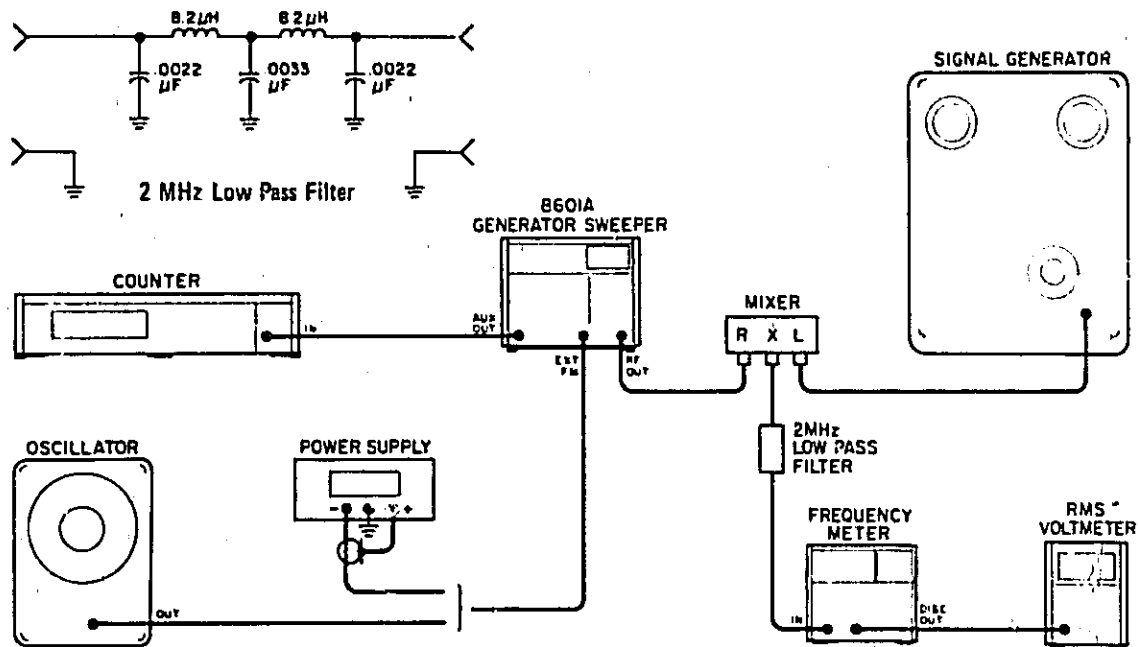 8.2μH 8.2μH
.0022
μF
.0033
μF
.0022
μF
2 MHz Low Pass Filter
SIGNAL GENERATOR
8601A
GENERATOR SWEEPER
COUNTER
IN
AUX
OUT
EXT
FM
RF
OUT
MIXER
R X L
2MHz
LOW PASS
FILTER
OSCILLATOR
OUT
POWER SUPPLY
- +
FREQUENCY
METER
IN
DISC
OUT
RMS
VOLTMETER